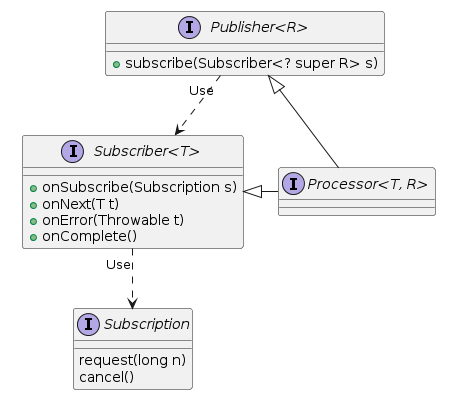 I Publisher<R>
subscribe(Subscriber<? super R> s)
Use
I Subscriber<T>
onSubscribe(Subscription s)
onNext(T t)
onError(Throwable t)
onComplete()
I Processor<T, R>
Use
I Subscription
request(long n)
cancel()